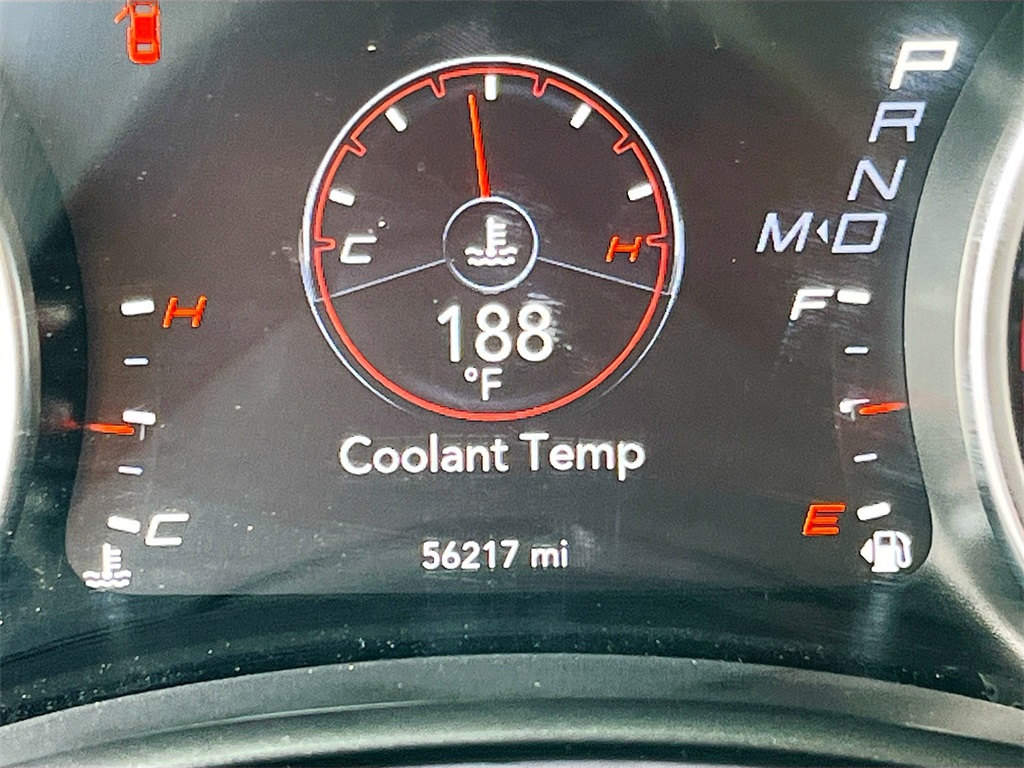 P
R
N
M D
C H
188
°F
H
F
Coolant Temp
C
E
56217 mi